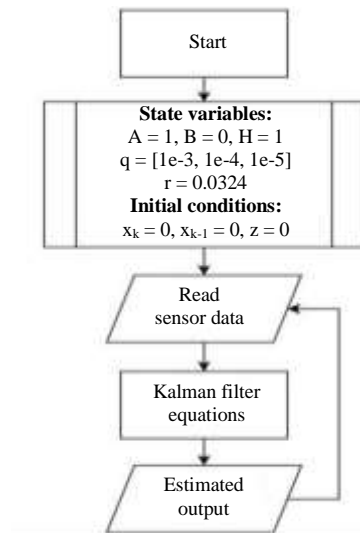 Start
State variables:
A = 1, B = 0, H = 1
q = [1e-3, 1e-4, 1e-5]
r = 0.0324
Initial conditions:
xₖ = 0, xₖ₋₁ = 0, z = 0
Read
sensor data
Kalman filter
equations
Estimated
output